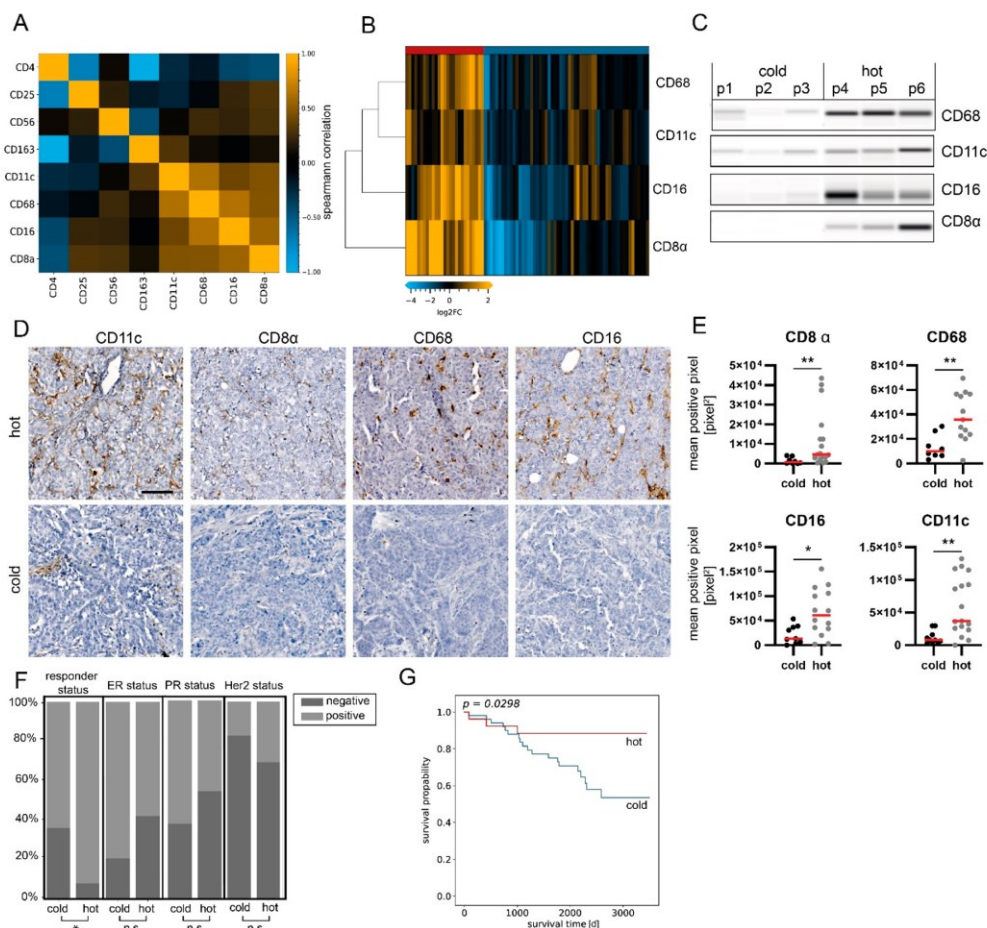 A
CD4
CD25
CD56
CD163
CD11c
CD68
CD16
CD8a
CD4
CD25
CD56
CD163
CD11c
CD68
CD16
CD8a
1.00
0.50
0.00
−0.50
−1.00
spearmann correlation
B
CD68
CD11c
CD16
CD8α
−4 −2 0 2
log2FC
C
cold hot
p1 p2 p3 p4 p5 p6
CD68
CD11c
CD16
CD8α
D
CD11c CD8α CD68 CD16
hot
cold
E
CD8 α
mean positive pixel
[pixel²]
5×10⁴
4×10⁴
3×10⁴
2×10⁴
1×10⁴
0
**
cold hot
CD68
8×10⁴
6×10⁴
4×10⁴
2×10⁴
0
**
cold hot
CD16
mean positive pixel
[pixel²]
2×10⁵
2×10⁵
1×10⁵
5×10⁴
0
*
cold hot
CD11c
1×10⁵
1×10⁵
5×10⁴
0
**
cold hot
F
responder
status
ER status PR status Her2 status
negative
positive
100%
80%
60%
40%
20%
0%
cold hot cold hot cold hot cold hot
G
p = 0.0298
survival propability
1.0
0.8
0.6
0.4
0.2
0.0
hot
cold
0 1000 2000 3000
survival time [d]